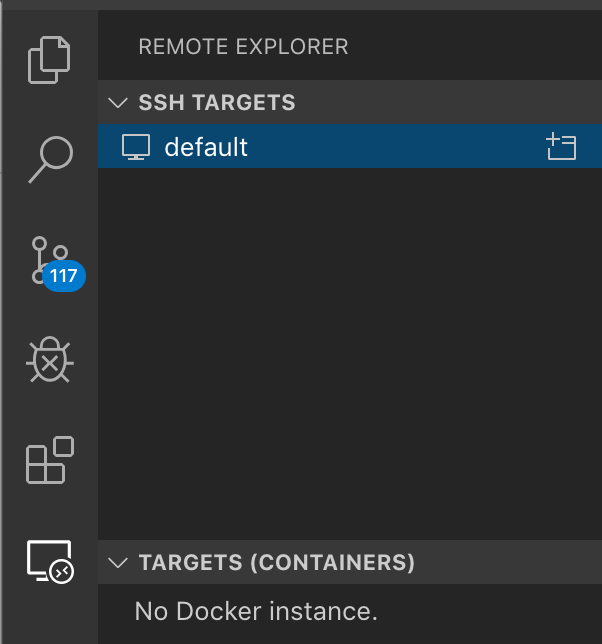 REMOTE EXPLORER
SSH TARGETS
default
117
TARGETS (CONTAINERS)
No Docker instance.